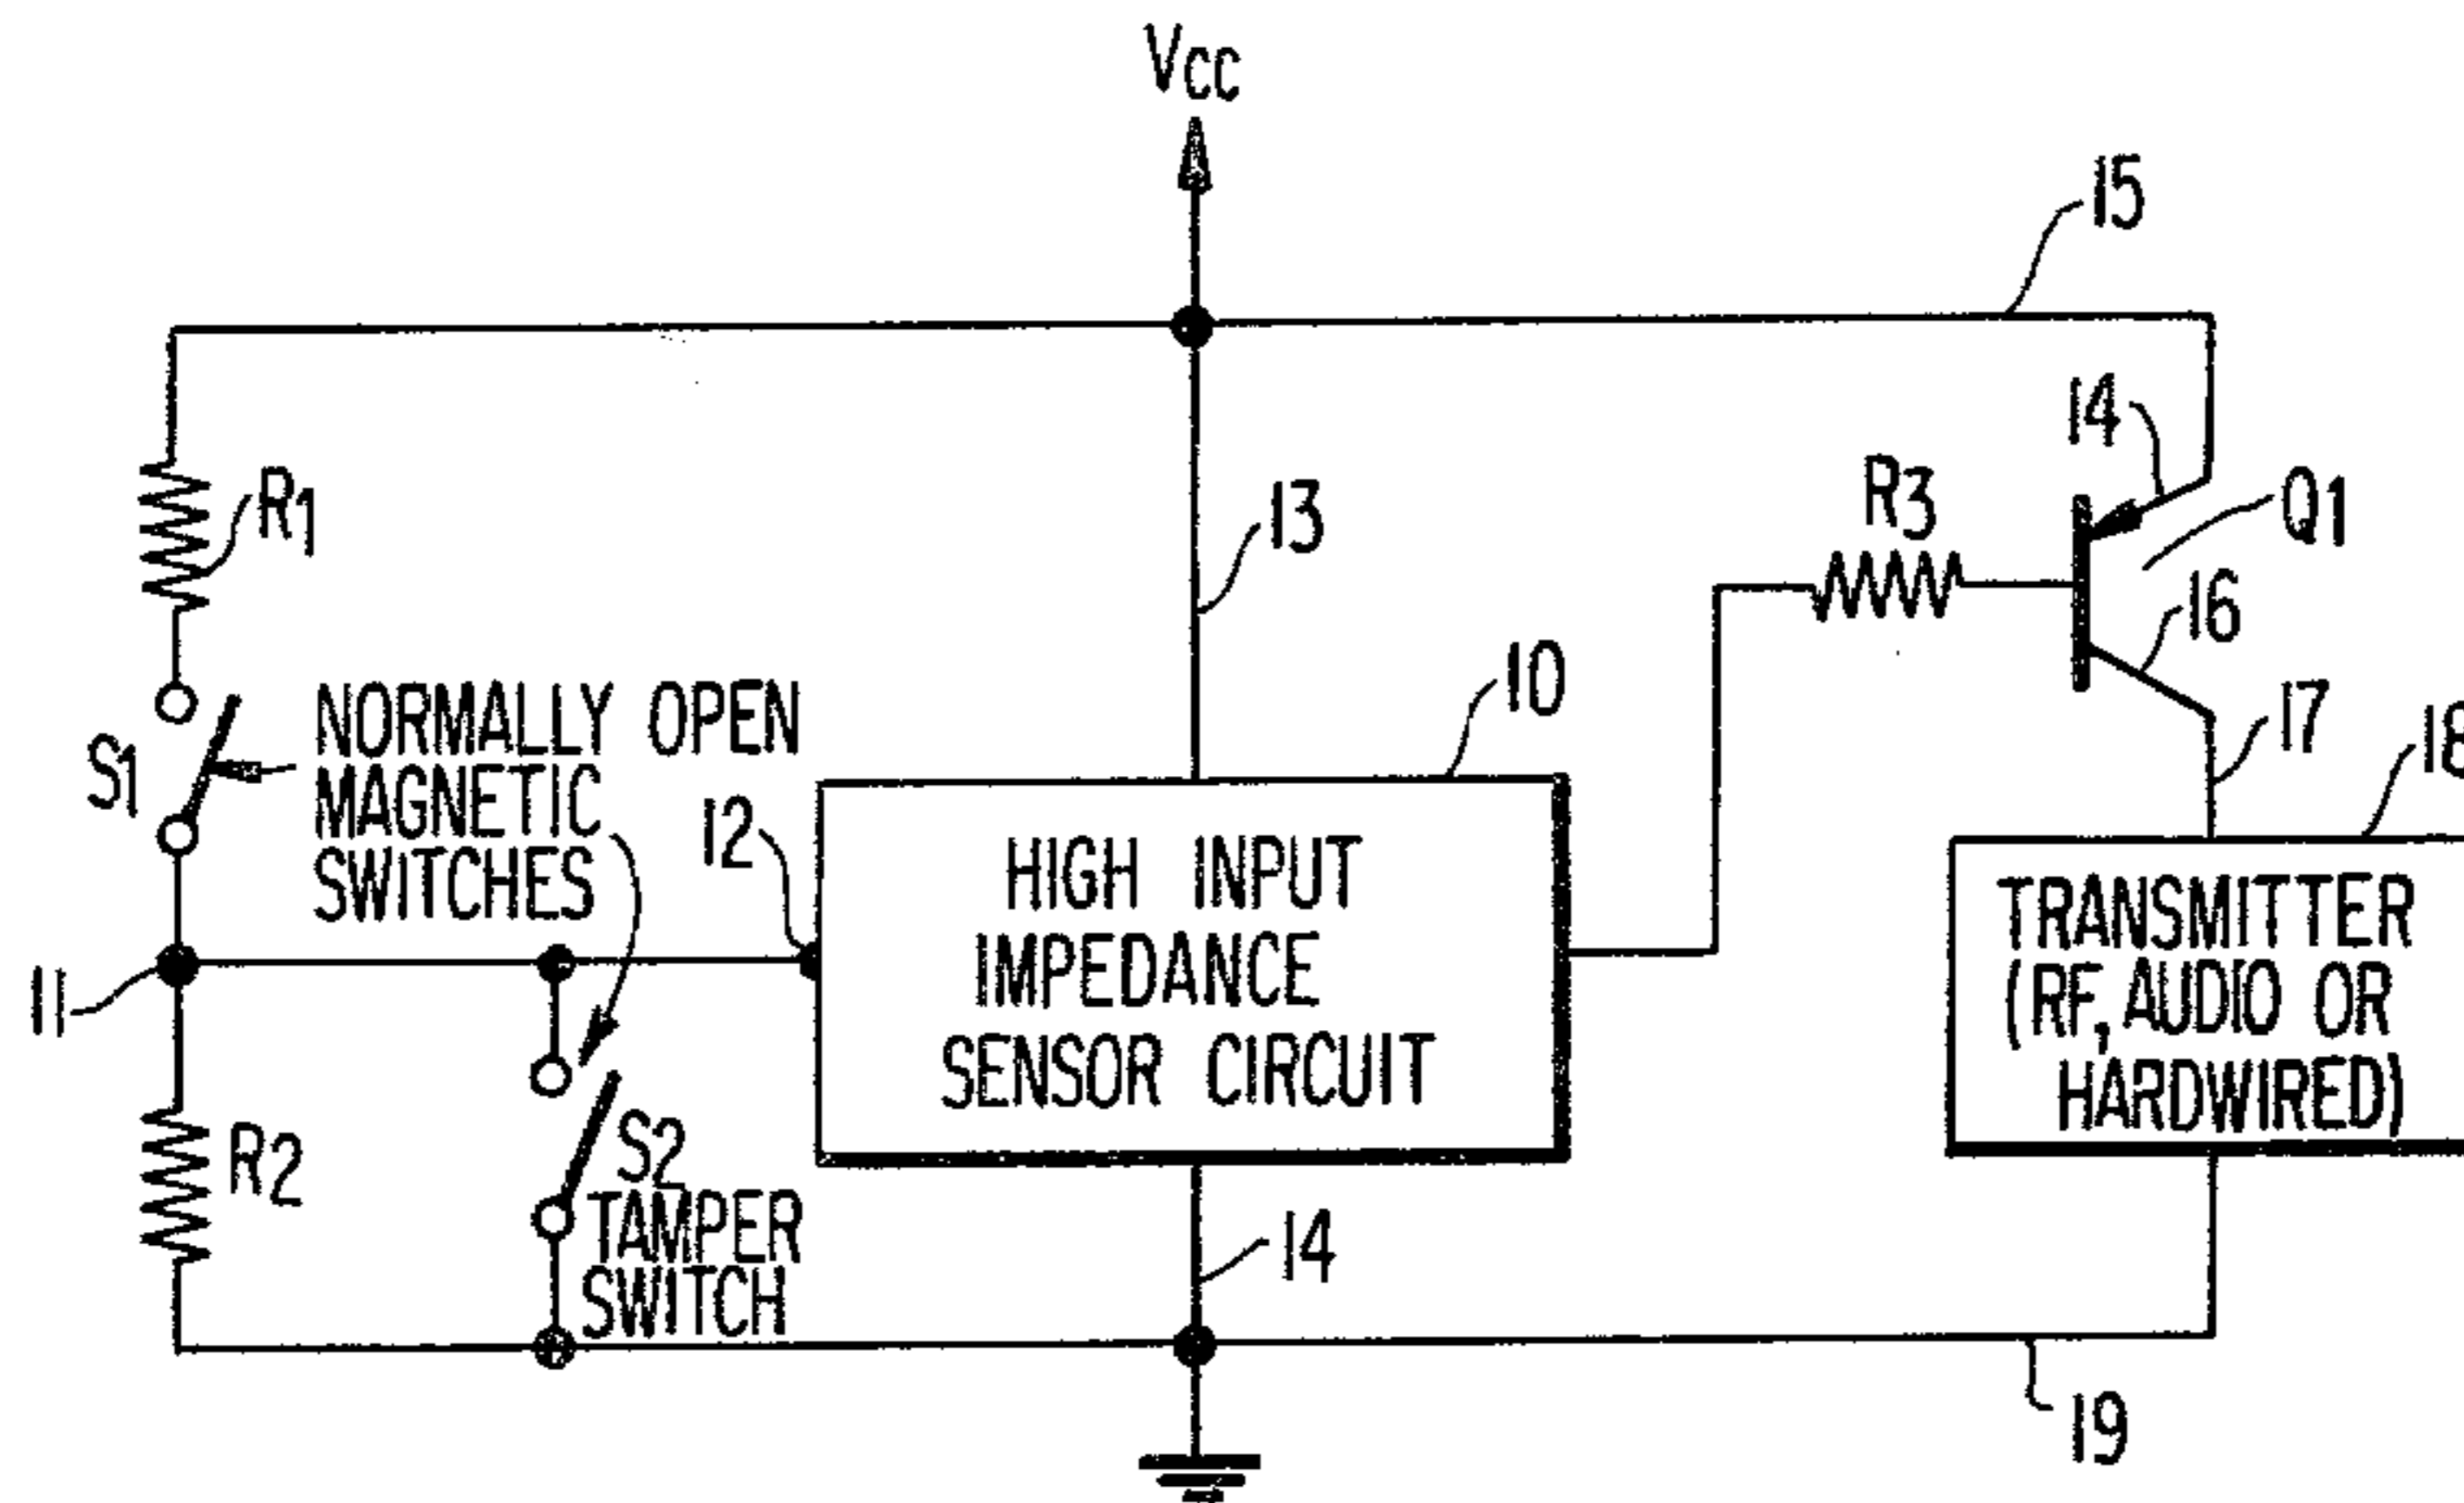 VCC
15
14
R1
R3
Q1
13
16
10
17
18
S1
NORMALLY OPEN
MAGNETIC
SWITCHES
12
HIGH INPUT
IMPEDANCE
SENSOR CIRCUIT
TRANSMITTER
(RF, AUDIO OR
HARDWIRED)
11
R2
S2
TAMPER
SWITCH
14
19